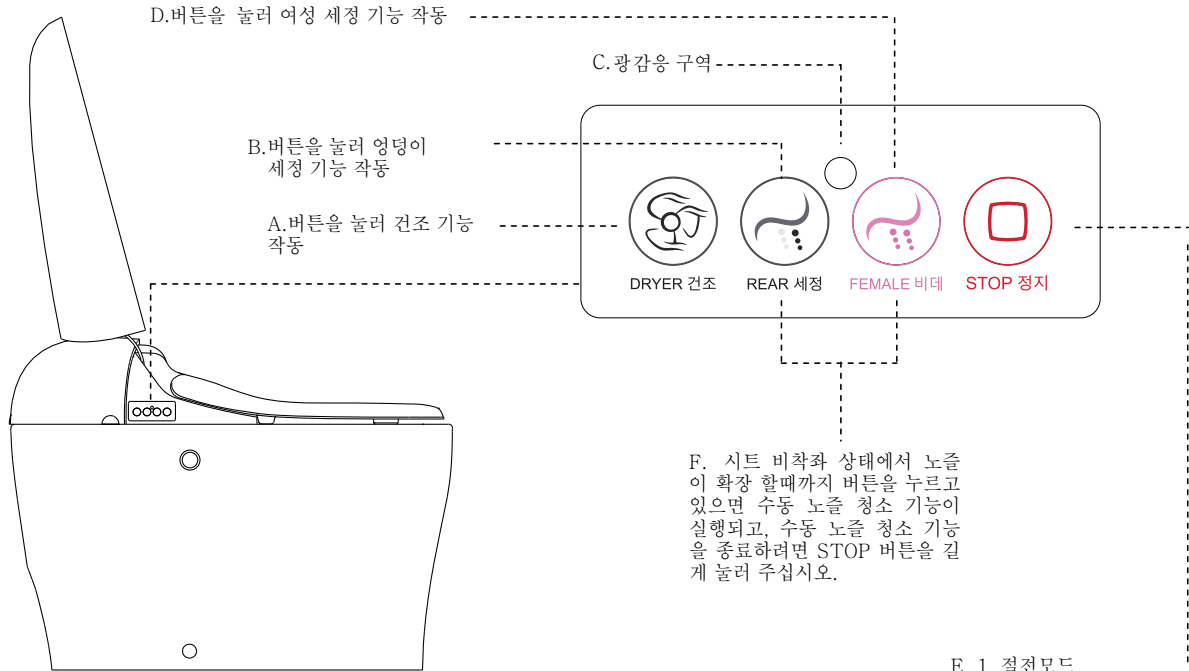 D.버튼을 눌러 여성 세정 기능 작동
C.광감응 구역
B.버튼을 눌러 엉덩이
세정 기능 작동
A.버튼을 눌러 건조 기능
작동
DRYER 건조
REAR 세정
FEMALE 비데
STOP 정지
F. 시트 비착좌 상태에서 노즐
이 확장 할때까지 버튼을 누르고
있으면 수동 노즐 청소 기능이
실행되고, 수동 노즐 청소 기능
을 종료하려면 STOP 버튼을 길
게 눌러 주십시오.
E. 1. 절전모드